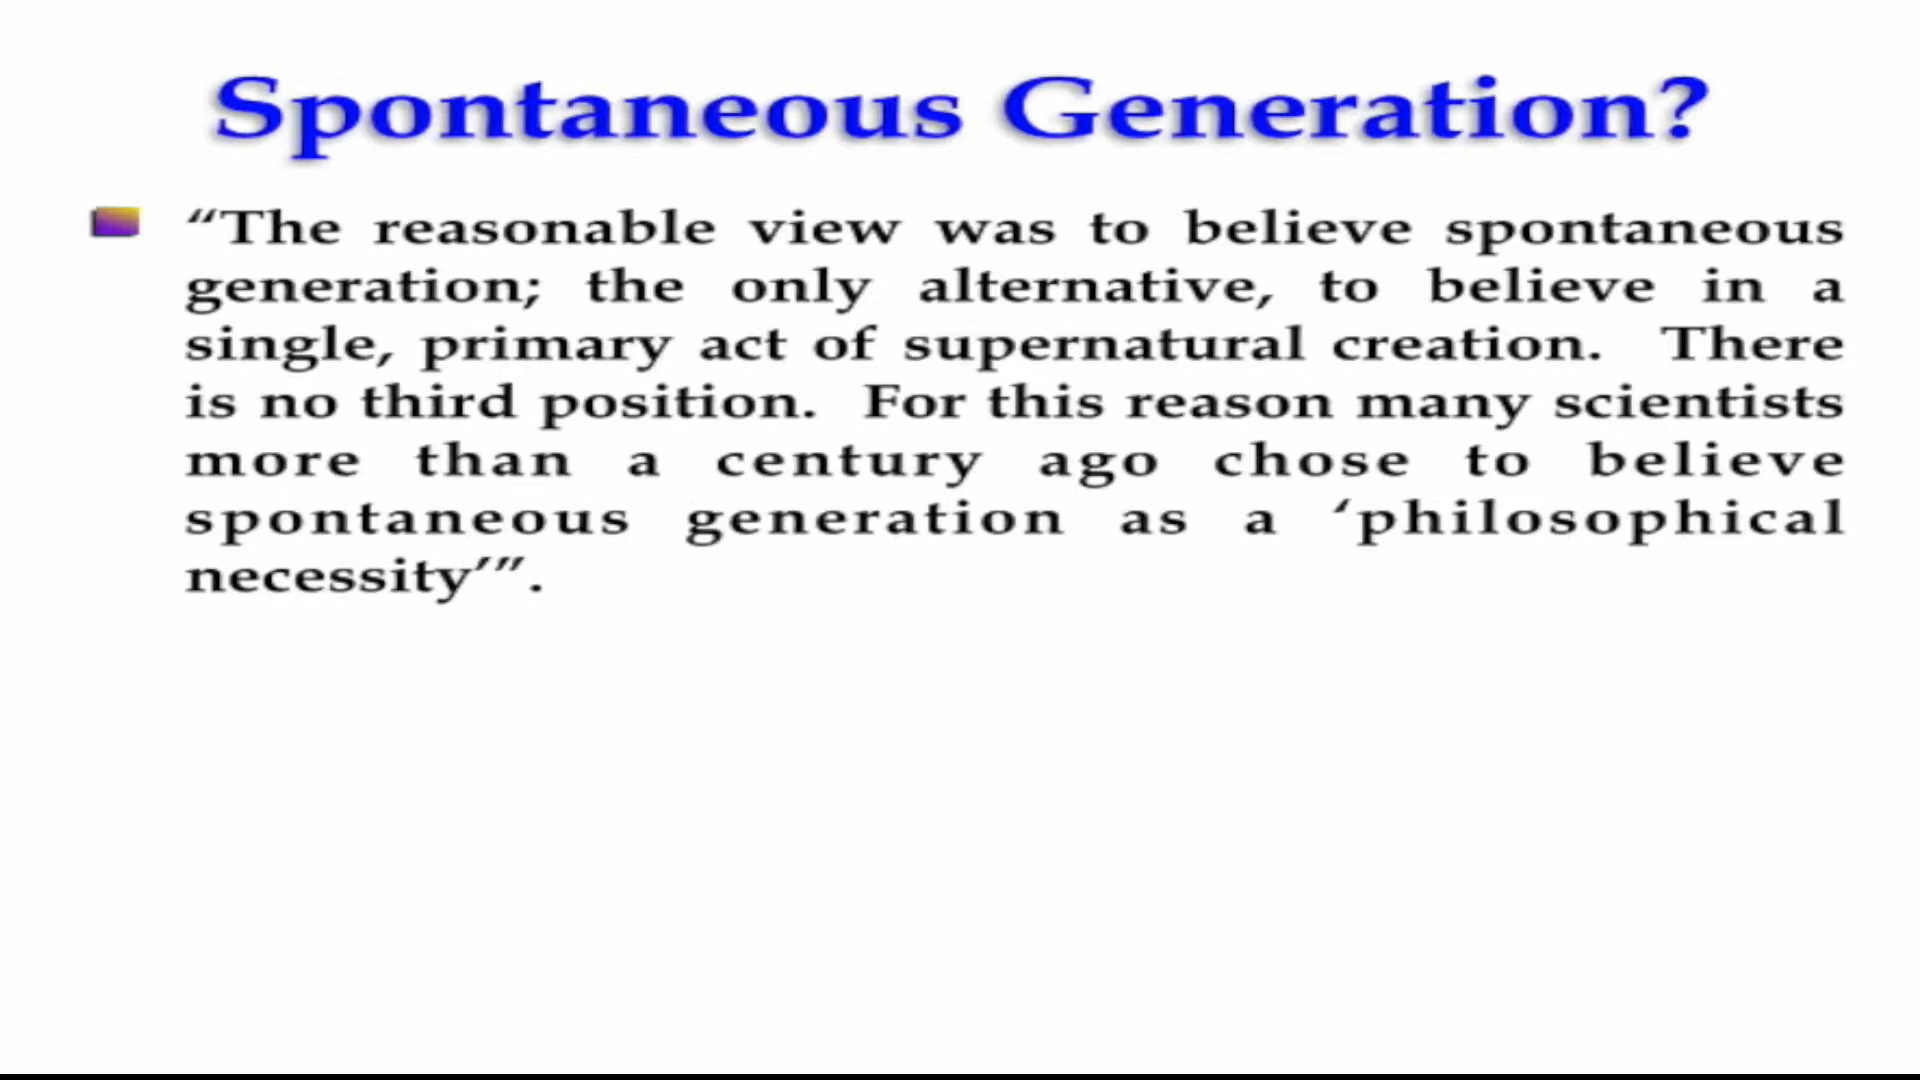 Spontaneous Generation?
“The reasonable view was to believe spontaneous
generation; the only alternative, to believe in a
single, primary act of supernatural creation. There
is no third position. For this reason many scientists
more than a century ago chose to believe
spontaneous generation as a ‘philosophical
necessity’”.